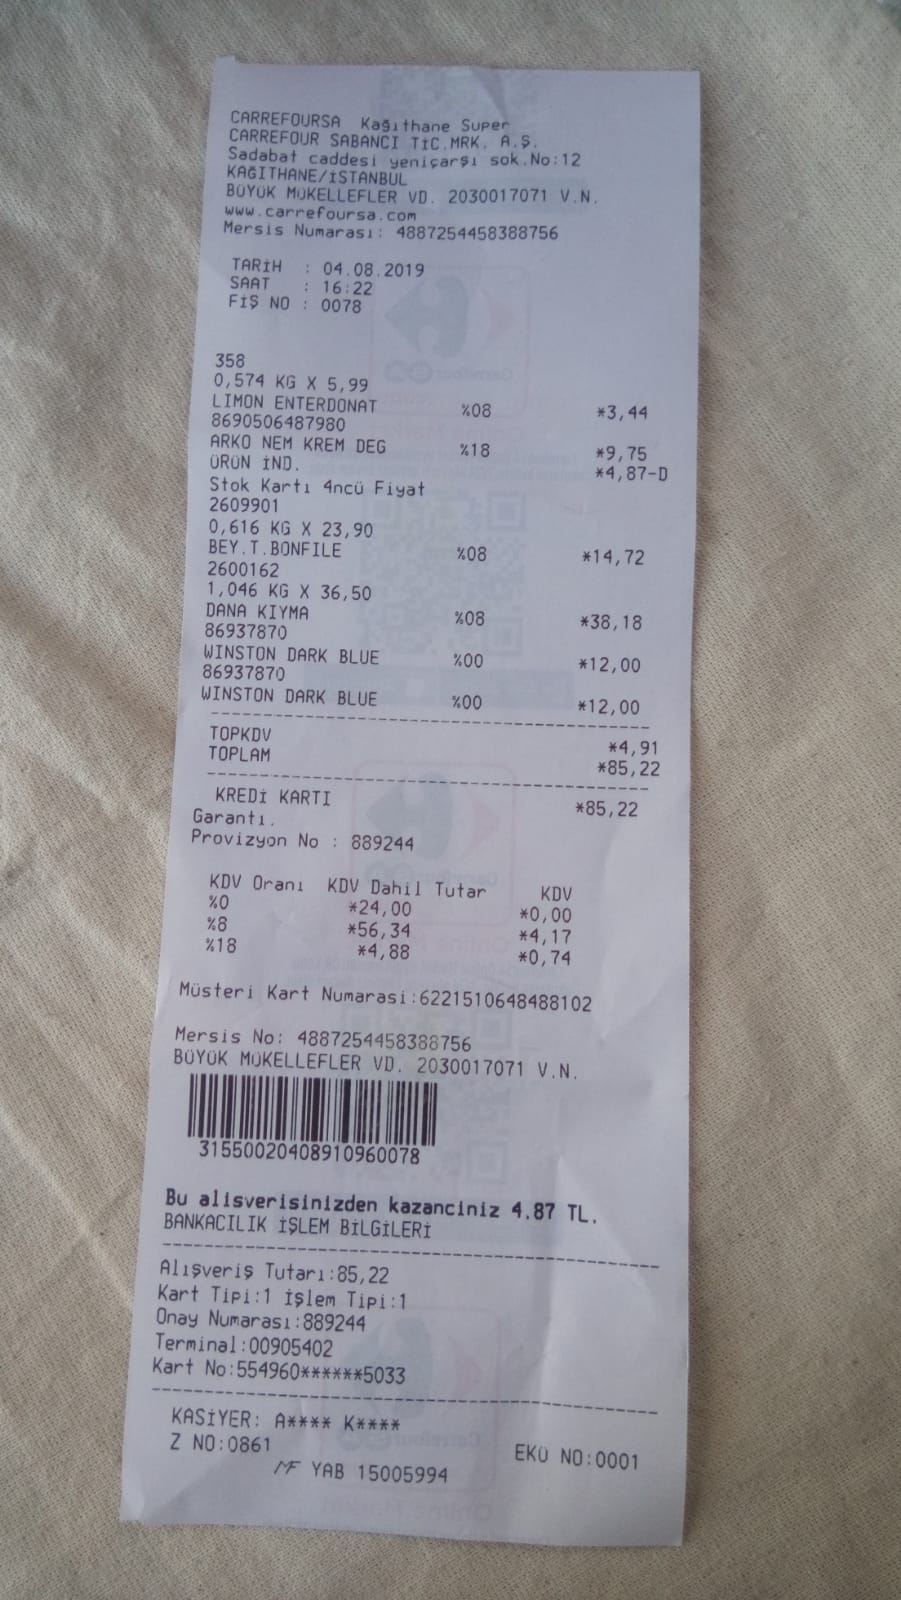 CARREFOURSA Kağıthane Super
CARREFOUR SABANCI TİC.MRK. A.Ş.
Sadabat caddesi yeniçarşı sok.No:12
KAGITHANE/İSTANBUL
BÜYÜK MÜKELLEFLER VD. 2030017071 V.N.
www.carrefoursa.com
Mersis Numarası: 4887254458388756
TARİH : 04.08.2019
SAAT : 16:22
FİŞ NO : 0078
358
0,574 KG X 5,99
LIMON ENTERDONAT %08 *3,44
8690506487980
ARKO NEM KREM DEG %18 *9,75
ÜRÜN İND. *4,87-D
Stok Kartı 4ncü Fiyat
2609901
0,616 KG X 23,90
BEY.T.BONFILE %08 *14,72
2600162
1,046 KG X 36,50
DANA KIYMA %08 *38,18
86937870
WINSTON DARK BLUE %00 *12,00
86937870
WINSTON DARK BLUE %00 *12,00
TOPKDV *4,91
TOPLAM *85,22
KREDİ KARTI *85,22
Garantı.
Provizyon No : 889244
KDV Oranı KDV Dahil Tutar KDV
%0 *24,00 *0,00
%8 *56,34 *4,17
%18 *4,88 *0,74
Müsteri Kart Numarasi:6221510648488102
Mersis No: 4887254458388756
BÜYÜK MÜKELLEFLER VD. 2030017071 V.N.
31550020408910960078
Bu alisverisinizden kazanciniz 4.87 TL.
BANKACILIK İŞLEM BİLGİLERİ
Alışveriş Tutarı:85,22
Kart Tipi:1 İşlem Tipi:1
Onay Numarası:889244
Terminal:00905402
Kart No:554960******5033
KASİYER: A**** K****
Z NO:0861 EKÜ NO:0001
MF YAB 15005994